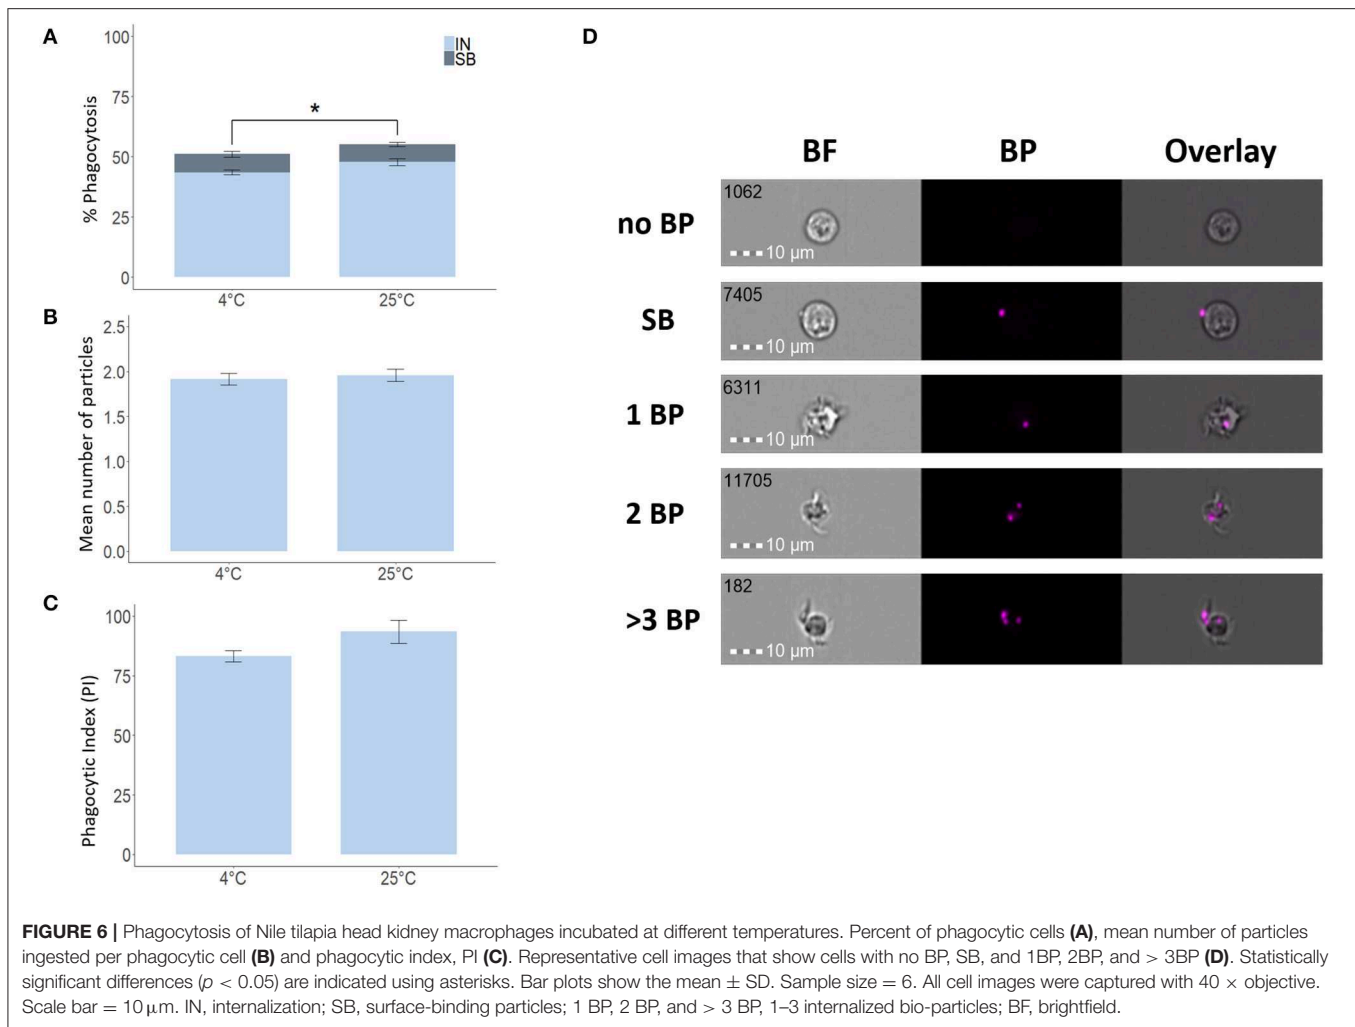 A
100
75
50
25
0
% Phagocytosis
IN
SB
*
4°C
25°C
B
2.5
2.0
1.5
1.0
0.5
0.0
Mean number of particles
4°C
25°C
C
100
75
50
25
0
Phagocytic Index (PI)
4°C
25°C
D
BF BP Overlay
no BP
1062
10 µm
SB
7405
10 µm
1 BP
6311
10 µm
2 BP
11705
10 µm
>3 BP
182
10 µm
FIGURE 6 | Phagocytosis of Nile tilapia head kidney macrophages incubated at different temperatures. Percent of phagocytic cells (A), mean number of particles
ingested per phagocytic cell (B) and phagocytic index, PI (C). Representative cell images that show cells with no BP, SB, and 1BP, 2BP, and > 3BP (D). Statistically
significant differences (p < 0.05) are indicated using asterisks. Bar plots show the mean ± SD. Sample size = 6. All cell images were captured with 40 × objective.
Scale bar = 10 µm. IN, internalization; SB, surface-binding particles; 1 BP, 2 BP, and > 3 BP, 1–3 internalized bio-particles; BF, brightfield.